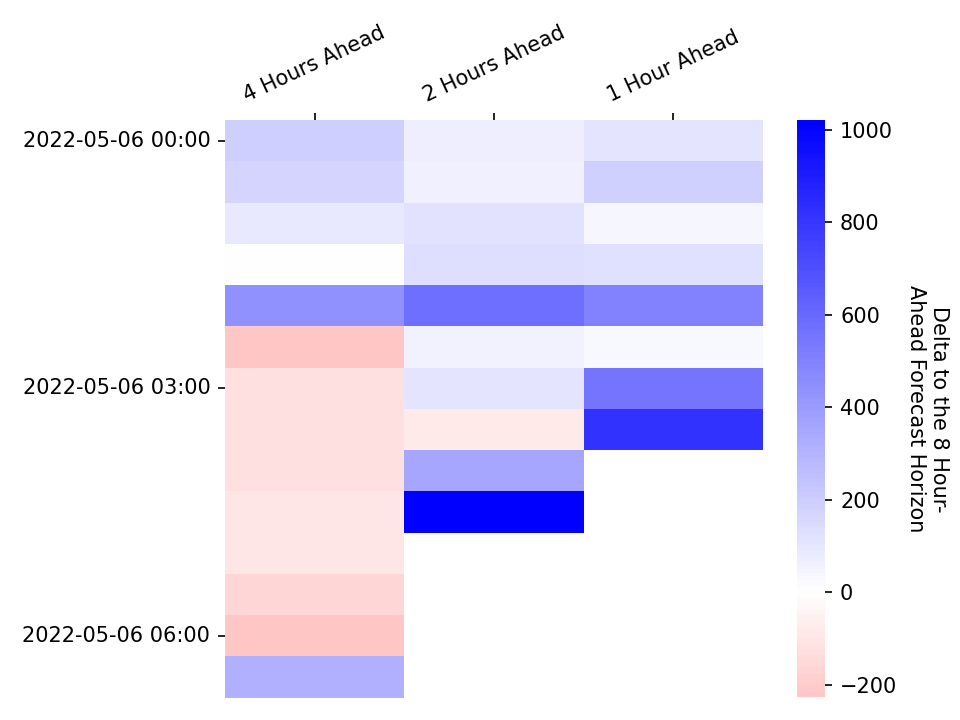 4 Hours Ahead
2 Hours Ahead
1 Hour Ahead
2022-05-06 00:00
2022-05-06 03:00
2022-05-06 06:00
1000
800
600
400
200
0
−200
Delta to the 8 Hour-
Ahead Forecast Horizon